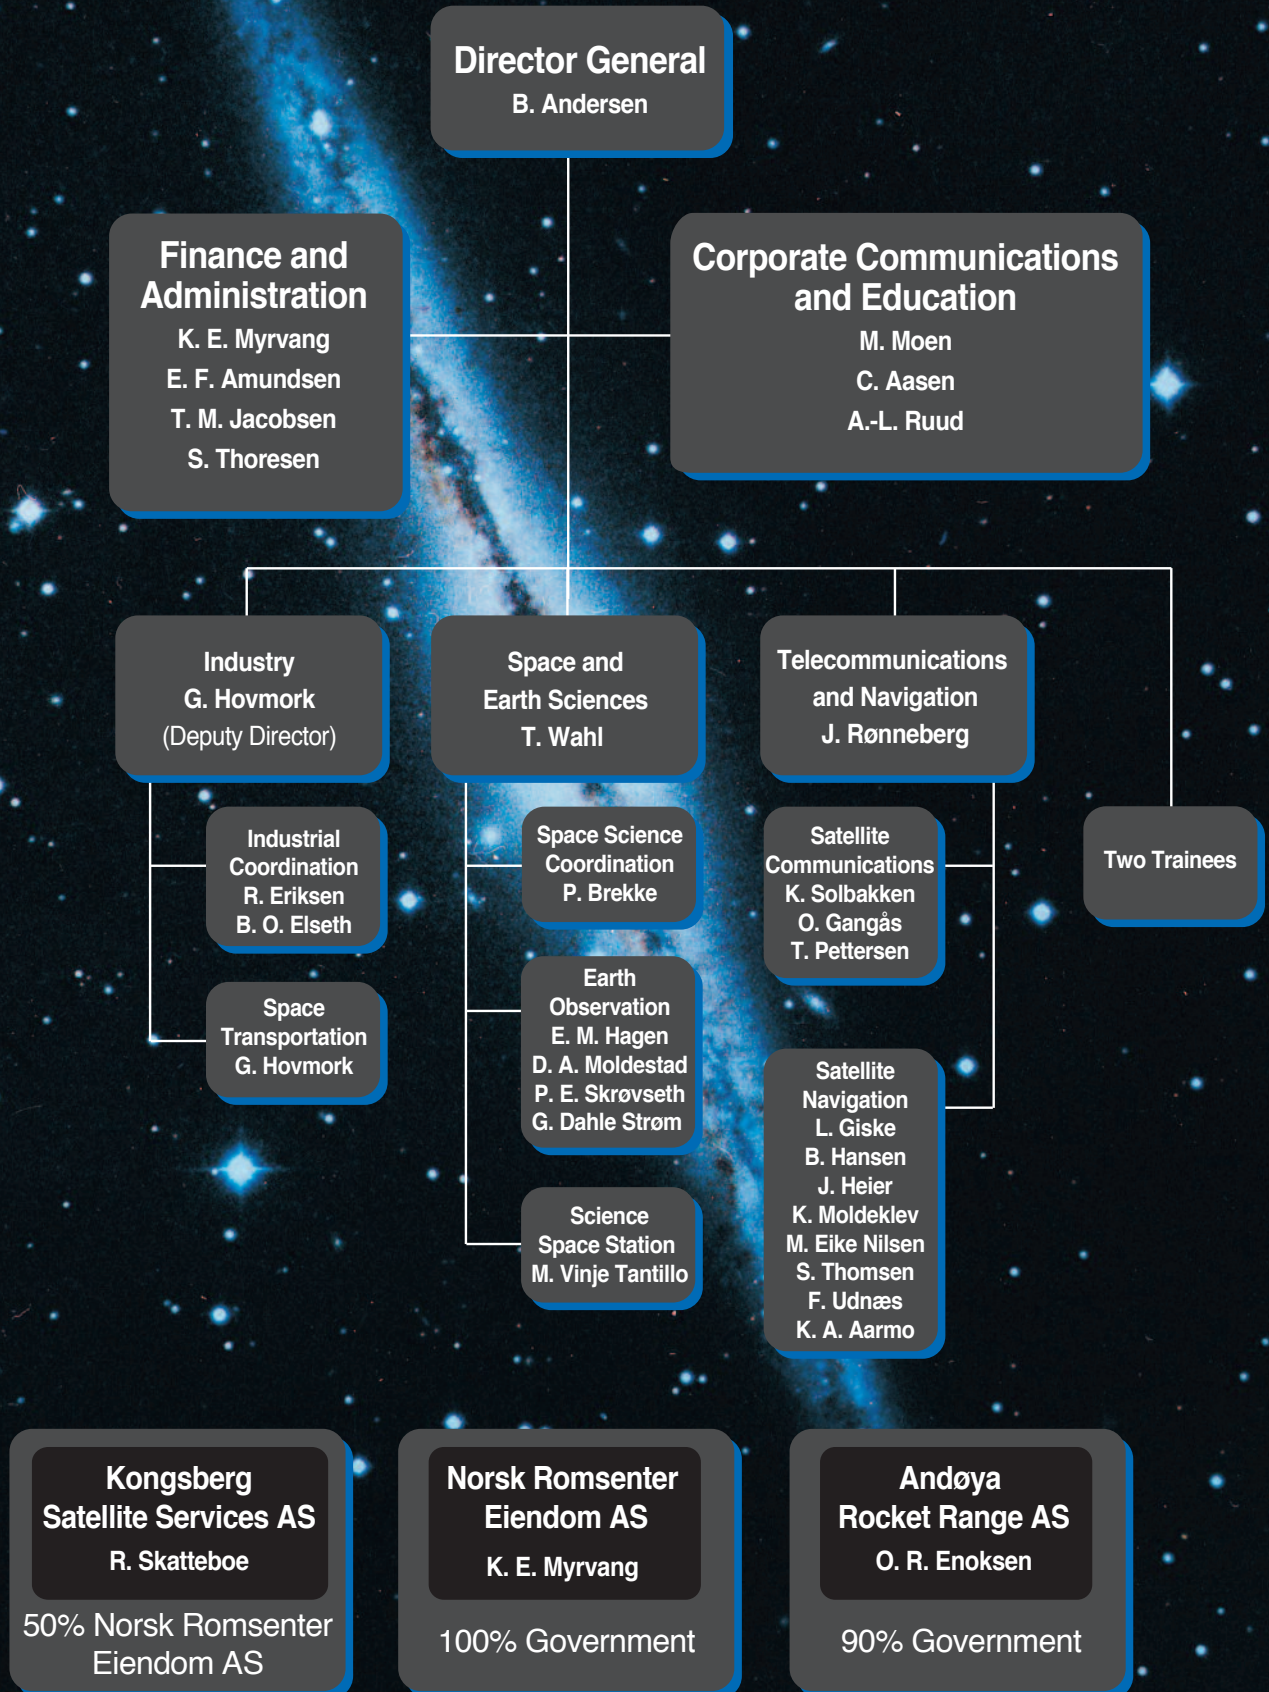 Director General
B. Andersen
Finance and
Administration
K. E. Myrvang
E. F. Amundsen
T. M. Jacobsen
S. Thoresen
Corporate Communications
and Education
M. Moen
C. Aasen
A.-L. Ruud
Industry
G. Hovmork
(Deputy Director)
Space and
Earth Sciences
T. Wahl
Telecommunications
and Navigation
J. Rønneberg
Industrial
Coordination
R. Eriksen
B. O. Elseth
Space
Transportation
G. Hovmork
Space Science
Coordination
P. Brekke
Earth
Observation
E. M. Hagen
D. A. Moldestad
P. E. Skrøvseth
G. Dahle Strøm
Science
Space Station
M. Vinje Tantillo
Satellite
Communications
K. Solbakken
O. Gangås
T. Pettersen
Satellite
Navigation
L. Giske
B. Hansen
J. Heier
K. Moldeklev
M. Eike Nilsen
S. Thomsen
F. Udnæs
K. A. Aarmo
Two Trainees
Kongsberg
Satellite Services AS
R. Skatteboe
50% Norsk Romsenter
Eiendom AS
Norsk Romsenter
Eiendom AS
K. E. Myrvang
100% Government
Andøya
Rocket Range AS
O. R. Enoksen
90% Government